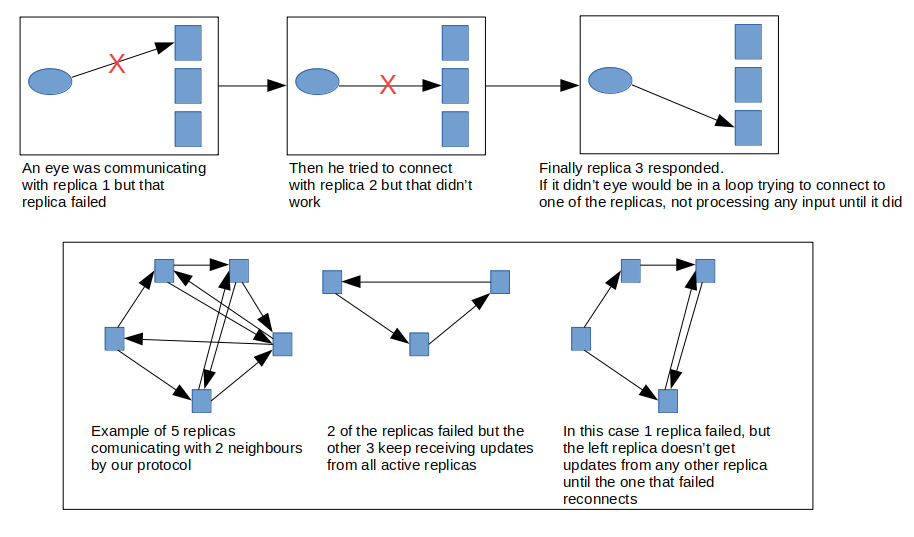 X
X
An eye was communicating
with replica 1 but that
replica failed
Then he tried to connect
with replica 2 but that didn't
work
Finally replica 3 responded.
If it didn't eye would be in a loop trying to connect to
one of the replicas, not processing any input until it did
Example of 5 replicas
comunicating with 2 neighbours
by our protocol
2 of the replicas failed but the
other 3 keep receiving updates
from all active replicas
In this case 1 replica failed, but
the left replica doesn't get
updates from any other replica
until the one that failed
reconnects